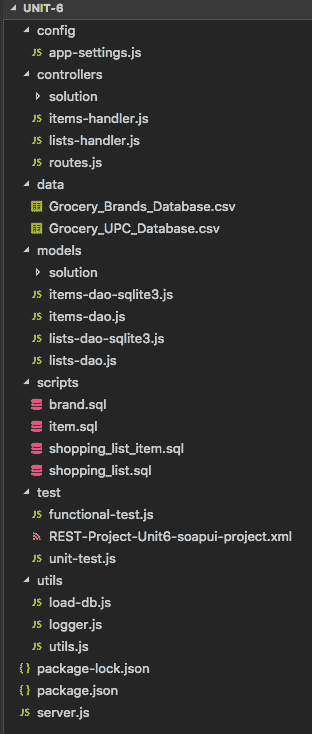 UNIT-6
config
JS app-settings.js
controllers
solution
JS items-handler.js
JS lists-handler.js
JS routes.js
data
Grocery_Brands_Database.csv
Grocery_UPC_Database.csv
models
solution
JS items-dao-sqlite3.js
JS items-dao.js
JS lists-dao-sqlite3.js
JS lists-dao.js
scripts
brand.sql
item.sql
shopping_list_item.sql
shopping_list.sql
test
JS functional-test.js
REST-Project-Unit6-soapui-project.xml
JS unit-test.js
utils
JS load-db.js
JS logger.js
JS utils.js
{ } package-lock.json
{ } package.json
JS server.js